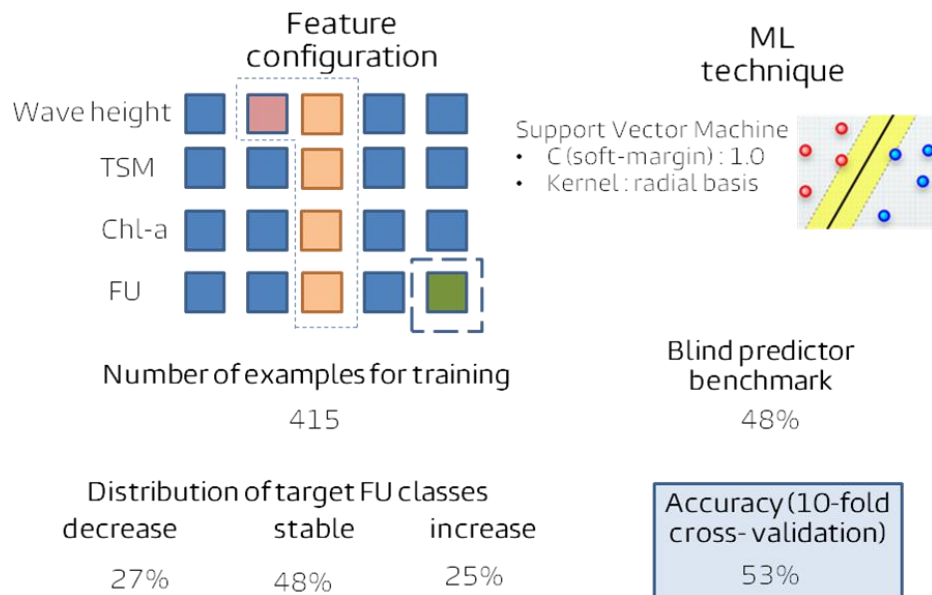 Feature
configuration
Wave height
TSM
Chl-a
FU
ML
technique
Support Vector Machine
• C (soft-margin) : 1.0
• Kernel : radial basis
Number of examples for training
415
Blind predictor
benchmark
48%
Distribution of target FU classes
decrease stable increase
27% 48% 25%
Accuracy (10-fold
cross- validation)
53%